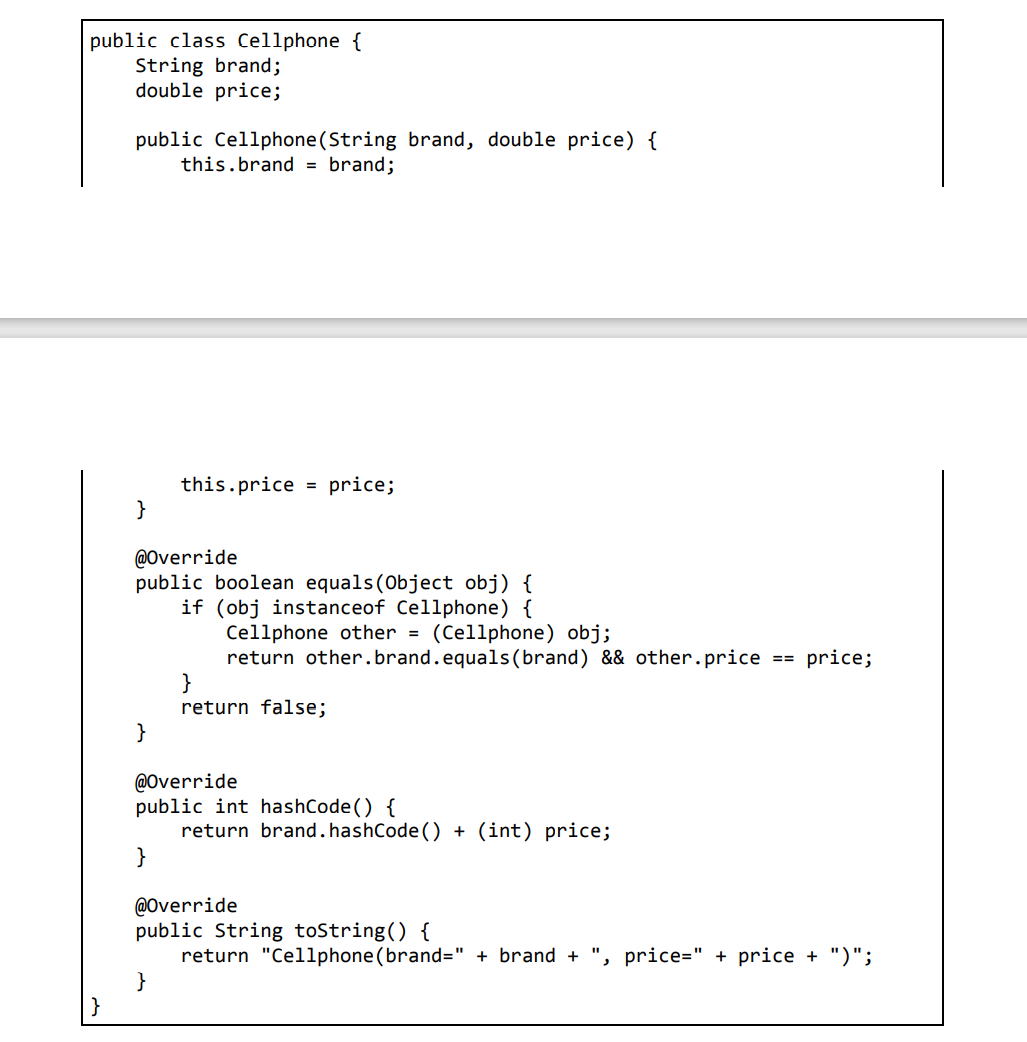 public class Cellphone {
    String brand;
    double price;

    public Cellphone(String brand, double price) {
        this.brand = brand;
        this.price = price;
    }

    @Override
    public boolean equals(Object obj) {
        if (obj instanceof Cellphone) {
            Cellphone other = (Cellphone) obj;
            return other.brand.equals(brand) && other.price == price;
        }
        return false;
    }

    @Override
    public int hashCode() {
        return brand.hashCode() + (int) price;
    }

    @Override
    public String toString() {
        return "Cellphone(brand=" + brand + ", price=" + price + ")";
    }
}